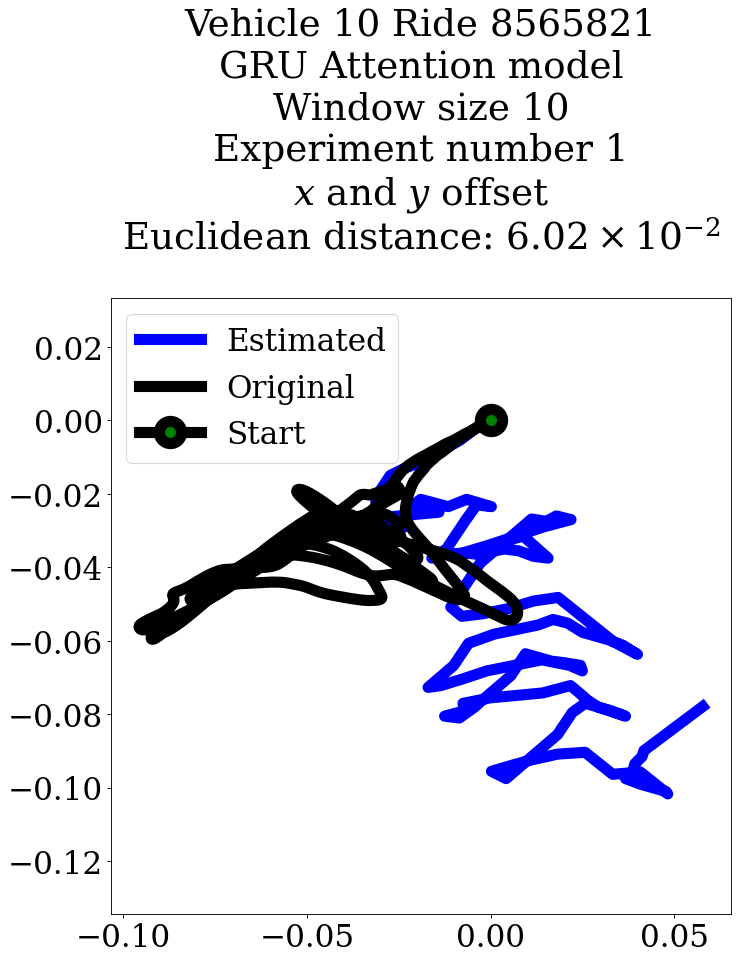 Vehicle 10 Ride 8565821
GRU Attention model
Window size 10
Experiment number 1
x and y offset
Euclidean distance: 6.02 × 10⁻²
Estimated
Original
Start
0.02
0.00
−0.02
−0.04
−0.06
−0.08
−0.10
−0.12
−0.10 −0.05 0.00 0.05